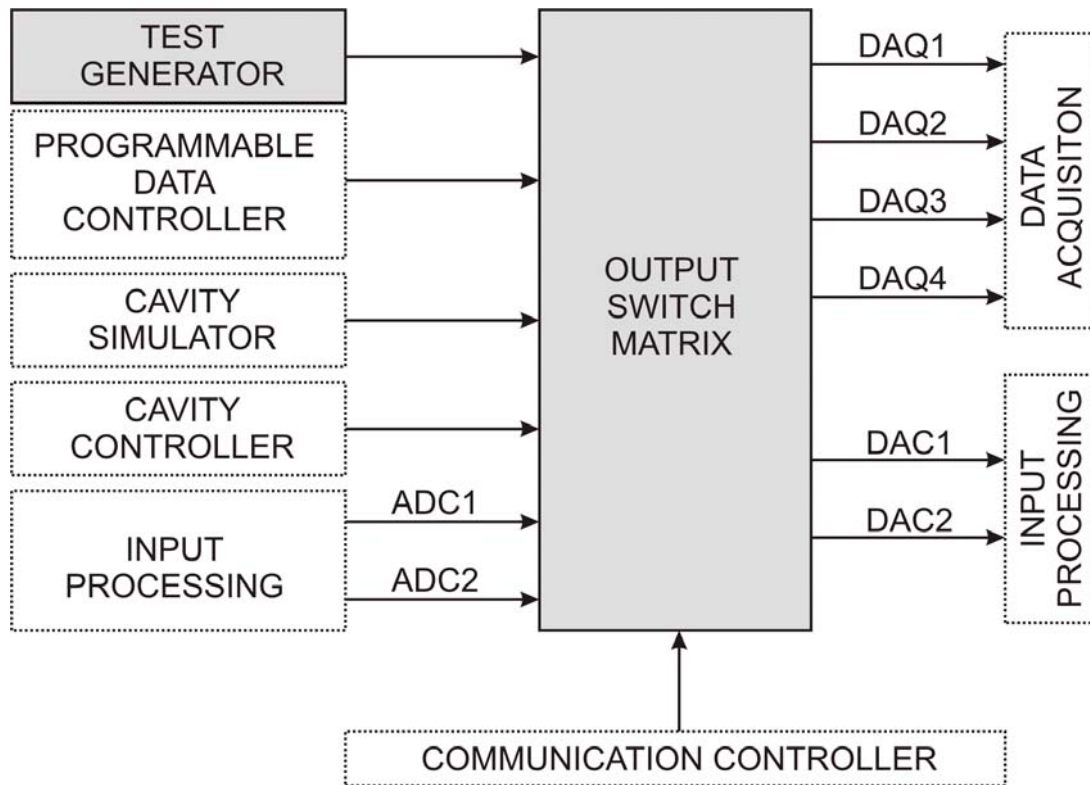 TEST
GENERATOR
PROGRAMMABLE
DATA
CONTROLLER
CAVITY
SIMULATOR
CAVITY
CONTROLLER
INPUT
PROCESSING
ADC1
ADC2
OUTPUT
SWITCH
MATRIX
DAQ1
DAQ2
DAQ3
DAQ4
DATA
ACQUISITON
DAC1
DAC2
INPUT
PROCESSING
COMMUNICATION CONTROLLER